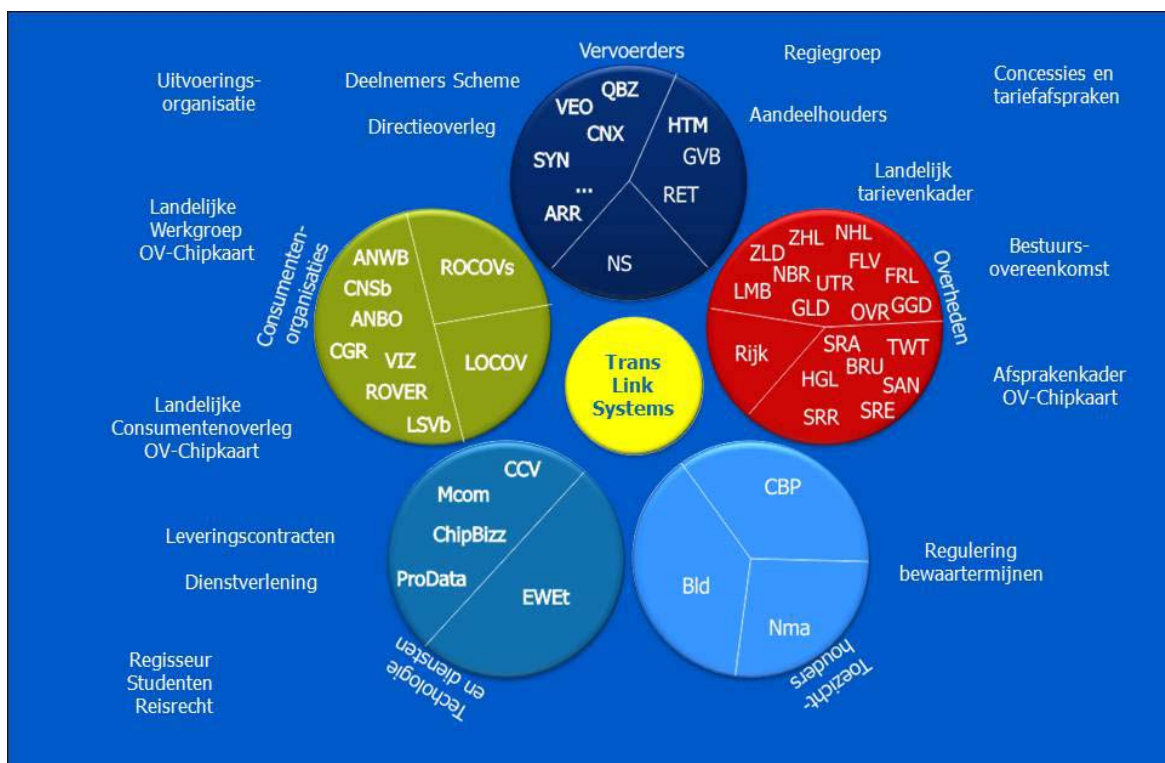 Vervoerders
Regiegroep
Uitvoerings-
organisatie
Deelnemers Scheme
Directieoverleg
Aandeelhouders
Concessies en
tariefafspraken
QBZ
VEO
CNX
SYN
...
ARR
HTM
GVB
RET
NS
Landelijk
tarievenkader
Landelijke
Werkgroep
OV-Chipkaart
Consumenten-
organisaties
ANWB
CNSb
ANBO
CGR
VIZ
ROVER
LSVb
ROCOVs
LOCOV
Trans
Link
Systems
Overheden
ZLD
ZHL
NHL
NBR
UTR
FLV
FRL
LMB
GLD
OVR
GGD
Rijk
SRA
TWT
BRU
HGL
SAN
SRR
SRE
Bestuurs-
overeenkomst
Afsprakenkader
OV-Chipkaart
Landelijke
Consumentenoverleg
OV-Chipkaart
CCV
Mcom
ChipBizz
ProData
EWEt
Techologie
en diensten
CBP
Bld
Nma
Toezicht-
houders
Leveringscontracten
Dienstverlening
Regulering
bewaartermijnen
Regisseur
Studenten
Reisrecht